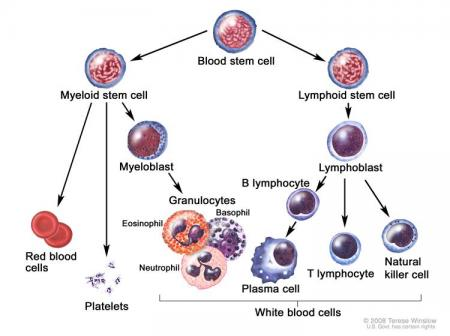 Blood stem cell
Myeloid stem cell
Lymphoid stem cell
Myeloblast
Lymphoblast
Granulocytes
Eosinophil
Basophil
Neutrophil
B lymphocyte
Red blood
cells
Platelets
Plasma cell
T lymphocyte
Natural
killer cell
White blood cells
© 2008 Terese Winslow
U.S. Govt. has certain rights